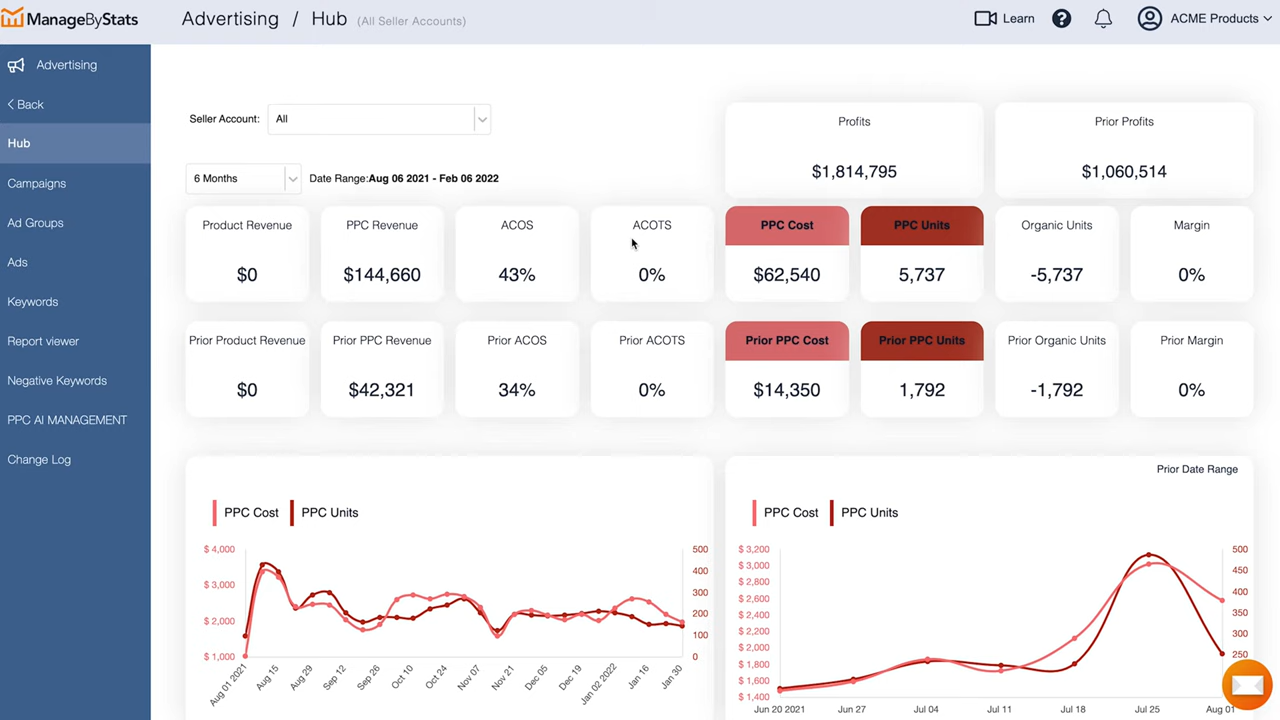 ManageByStats
Advertising / Hub (All Seller Accounts)
Learn
?
ACME Products
Advertising
Back
Hub
Campaigns
Ad Groups
Ads
Keywords
Report viewer
Negative Keywords
PPC AI MANAGEMENT
Change Log
Seller Account: All
6 Months Date Range:Aug 06 2021 - Feb 06 2022
Profits
$1,814,795
Prior Profits
$1,060,514
Product Revenue
$0
PPC Revenue
$144,660
ACOS
43%
ACOTS
0%
PPC Cost
$62,540
PPC Units
5,737
Organic Units
-5,737
Margin
0%
Prior Product Revenue
$0
Prior PPC Revenue
$42,321
Prior ACOS
34%
Prior ACOTS
0%
Prior PPC Cost
$14,350
Prior PPC Units
1,792
Prior Organic Units
-1,792
Prior Margin
0%
PPC Cost PPC Units
$ 4,000
$ 3,000
$ 2,000
$ 1,000
500
400
300
200
100
0
Aug 01 2021
Aug 15
Aug 29
Sep 12
Sep 26
Oct 10
Oct 24
Nov 07
Nov 21
Dec 05
Dec 19
Jan 02 2022
Jan 16
Jan 30
Prior Date Range
PPC Cost PPC Units
$ 3,200
$ 3,000
$ 2,800
$ 2,600
$ 2,400
$ 2,200
$ 2,000
$ 1,800
$ 1,600
$ 1,400
500
450
400
350
300
250
Jun 20 2021
Jun 27
Jul 04
Jul 11
Jul 18
Jul 25
Aug 01